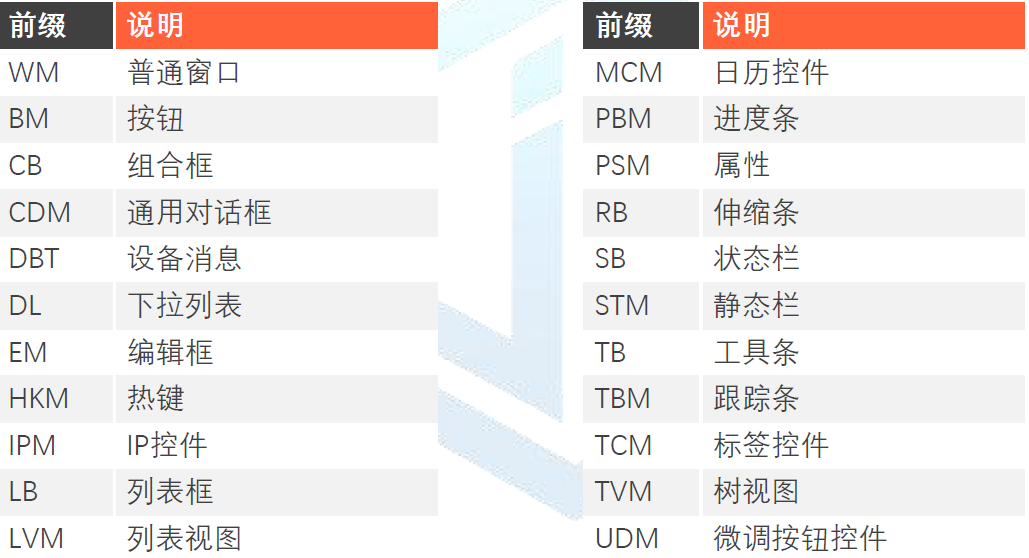 前缀 说明
WM 普通窗口
BM 按钮
CB 组合框
CDM 通用对话框
DBT 设备消息
DL 下拉列表
EM 编辑框
HKM 热键
IPM IP控件
LB 列表框
LVM 列表视图
前缀 说明
MCM 日历控件
PBM 进度条
PSM 属性
RB 伸缩条
SB 状态栏
STM 静态栏
TB 工具条
TBM 跟踪条
TCM 标签控件
TVM 树视图
UDM 微调按钮控件